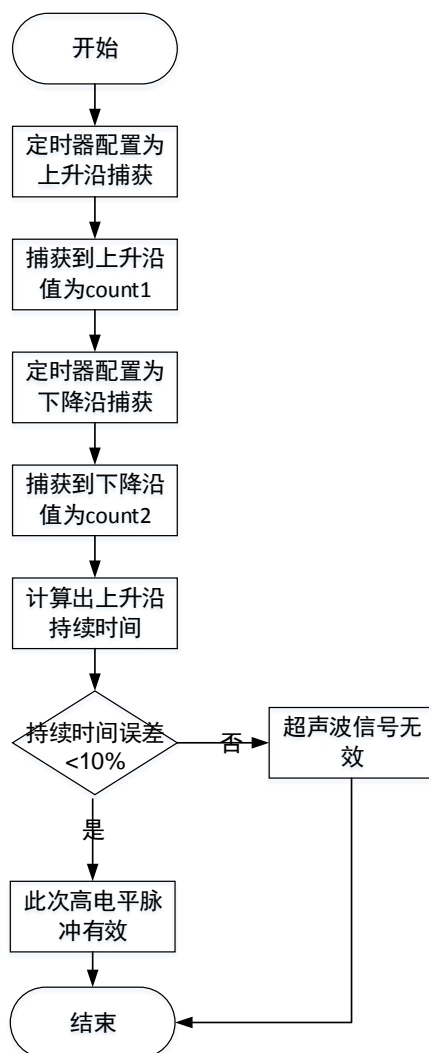 开始
定时器配置为
上升沿捕获
捕获到上升沿
值为count1
定时器配置为
下降沿捕获
捕获到下降沿
值为count2
计算出上升沿
持续时间
持续时间误差
<10%
否
超声波信号无
效
是
此次高电平脉
冲有效
结束